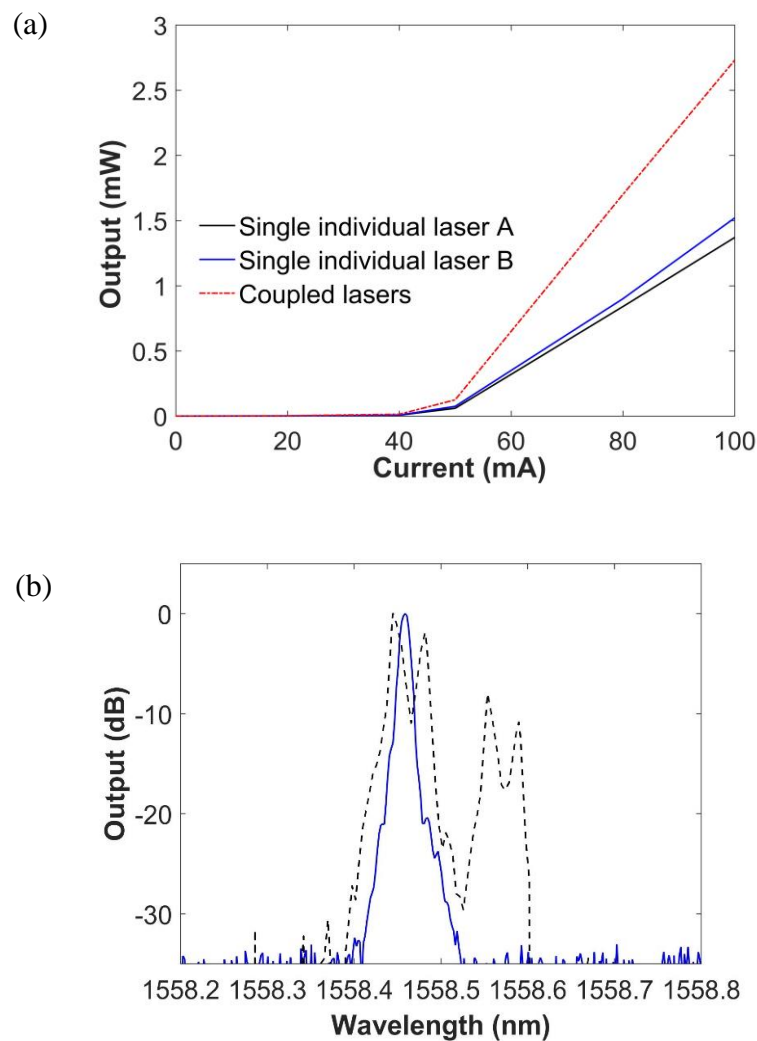 (a)
3
2.5
2
1.5
1
0.5
0
Output (mW)
Single individual laser A
Single individual laser B
Coupled lasers
0 20 40 60 80 100
Current (mA)
(b)
0
-10
-20
-30
Output (dB)
1558.2 1558.3 1558.4 1558.5 1558.6 1558.7 1558.8
Wavelength (nm)